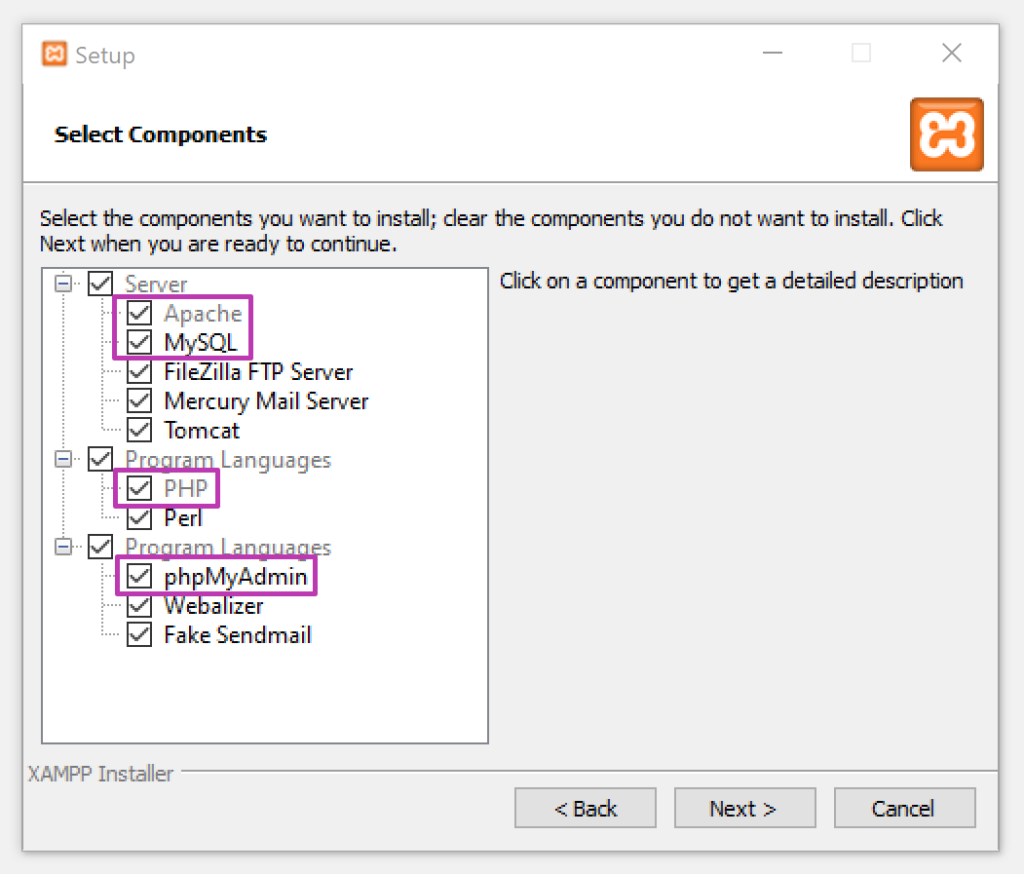 Setup
Select Components
Select the components you want to install; clear the components you do not want to install. Click
Next when you are ready to continue.
Server
Apache
MySQL
FileZilla FTP Server
Mercury Mail Server
Tomcat
Program Languages
PHP
Perl
Program Languages
phpMyAdmin
Webalizer
Fake Sendmail
Click on a component to get a detailed description
XAMPP Installer
< Back
Next >
Cancel